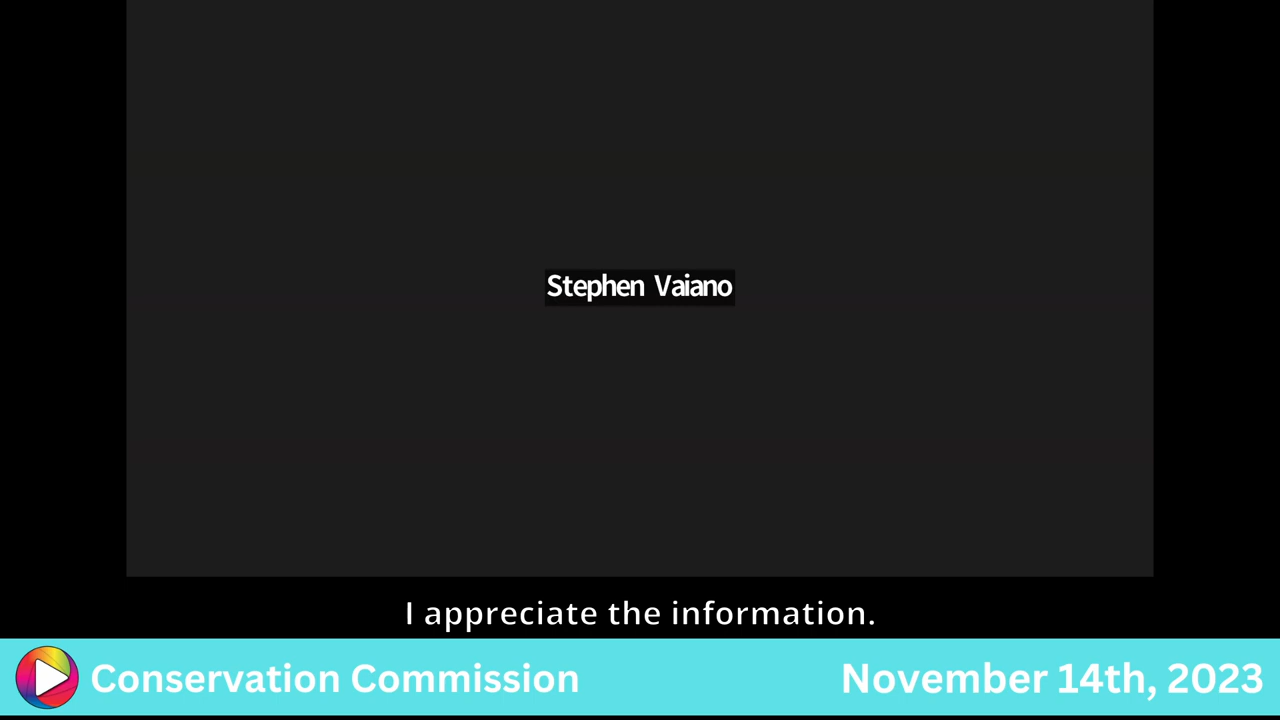 Stephen Vaiano
I appreciate the information.
Conservation Commission
November 14th, 2023